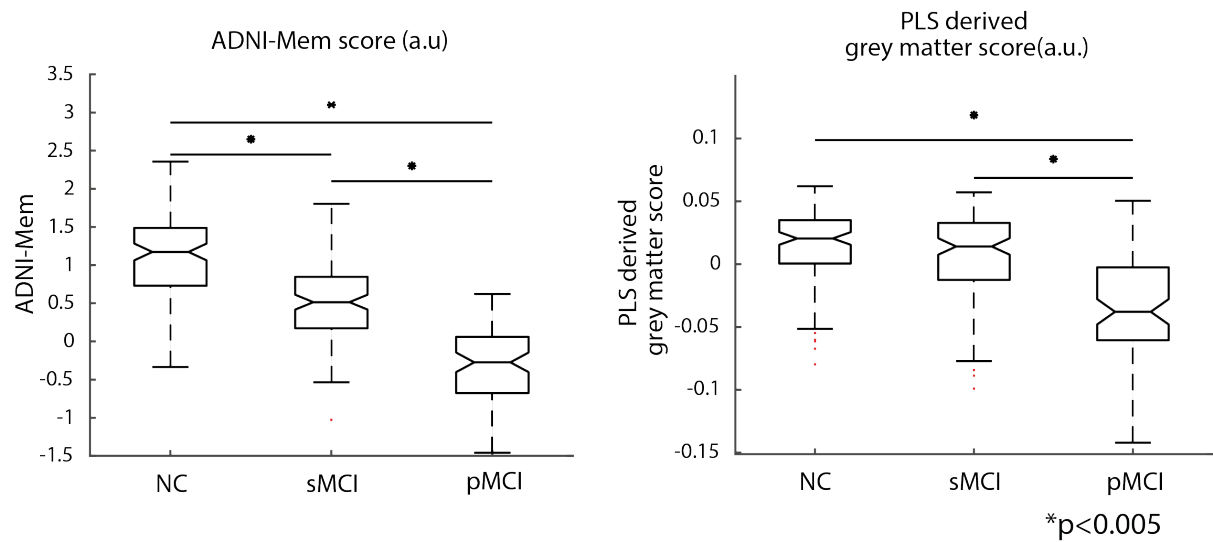 ADNI-Mem score (a.u)
ADNI-Mem
3.5
3
2.5
2
1.5
1
0.5
0
-0.5
-1
-1.5
*
*
*
NC
sMCI
pMCI
PLS derived
grey matter score(a.u.)
PLS derived
grey matter score
0.1
0.05
0
-0.05
-0.1
-0.15
*
*
NC
sMCI
pMCI
*p<0.005